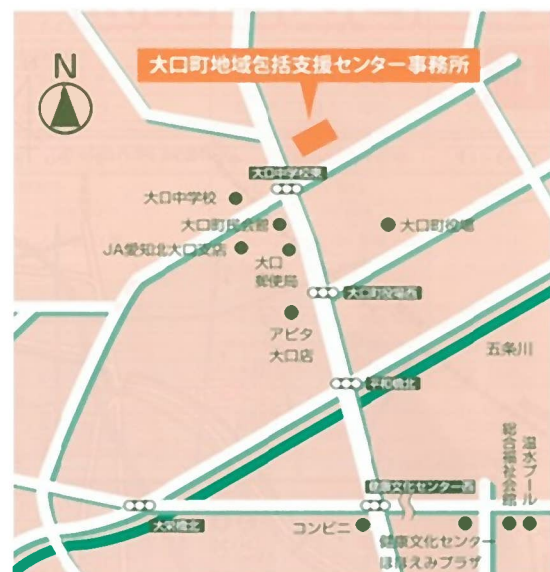 大口町地域包括支援センター事務所
N
大口中学校東
大口中学校
大口町民会館
大口町役場
JA愛知北大口支店
大口
郵便局
大口町役場西
アピタ
大口店
五条川
平和橋北
総合福祉会館
温水プール
健康文化センター西
大栄橋北
コンビニ
健康文化センター
ほほえみプラザ